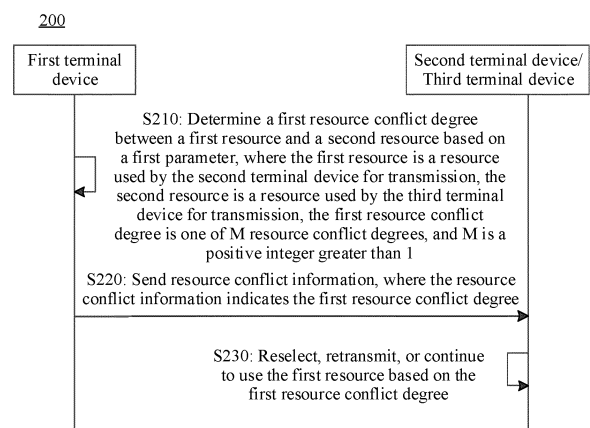 200
First terminal
device
Second terminal device/
Third terminal device
S210: Determine a first resource conflict degree
between a first resource and a second resource based on
a first parameter, where the first resource is a resource
used by the second terminal device for transmission, the
second resource is a resource used by the third terminal
device for transmission, the first resource conflict
degree is one of M resource conflict degrees, and M is a
positive integer greater than 1
S220: Send resource conflict information, where the resource
conflict information indicates the first resource conflict degree
S230: Reselect, retransmit, or continue
to use the first resource based on the
first resource conflict degree